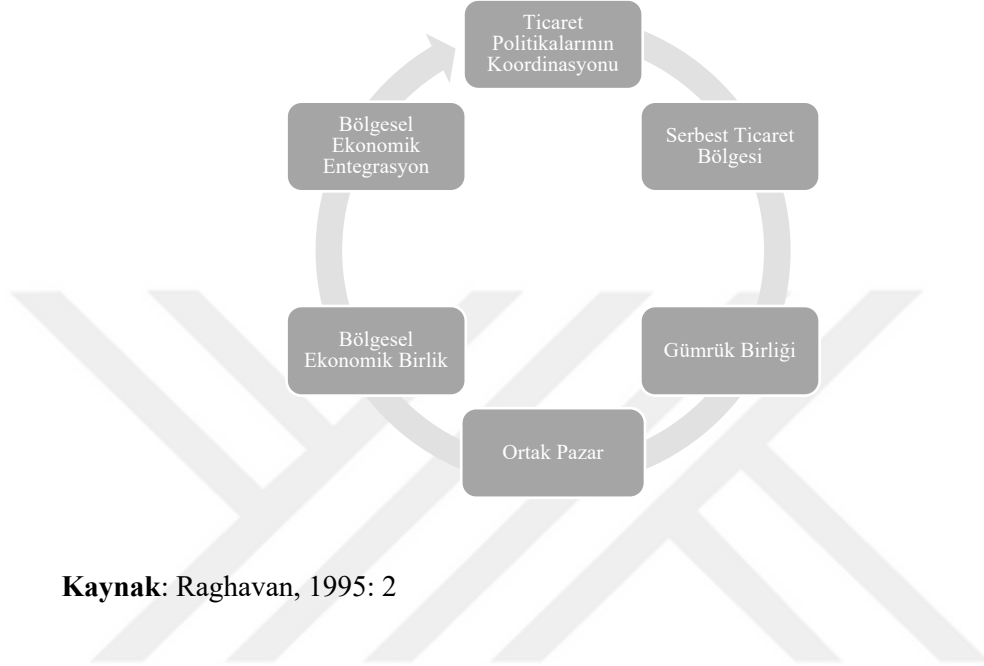 Ticaret
Politikalarının
Koordinasyonu
Serbest Ticaret
Bölgesi
Gümrük Birliği
Ortak Pazar
Bölgesel
Ekonomik Birlik
Bölgesel
Ekonomik
Entegrasyon
Kaynak: Raghavan, 1995: 2